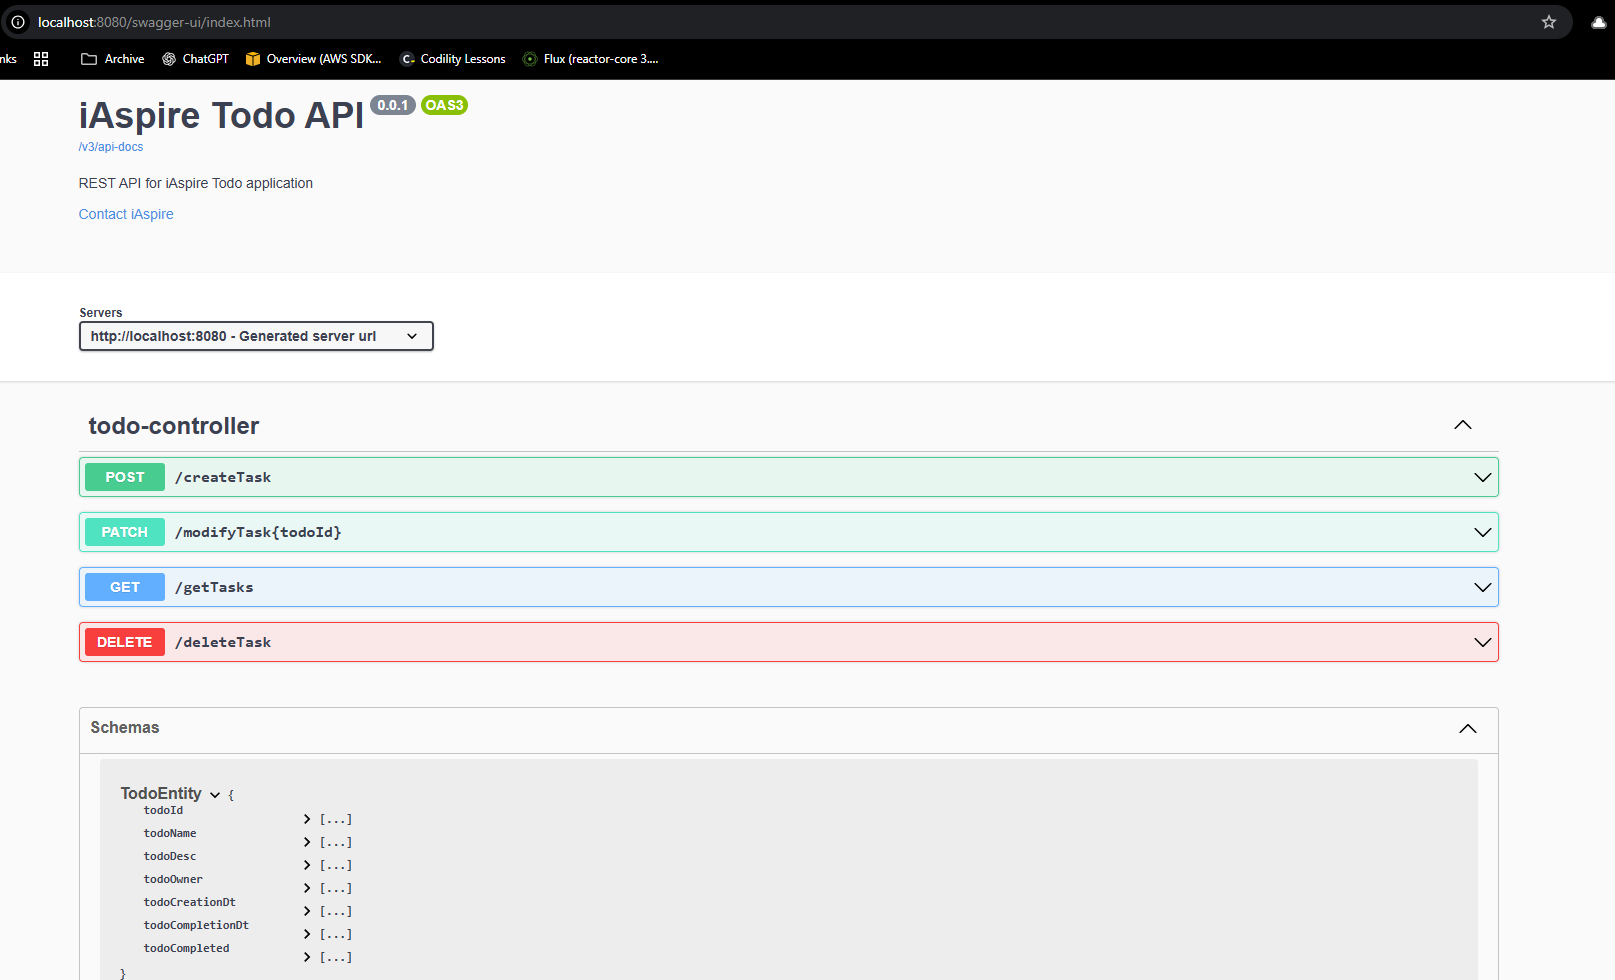 localhost:8080/swagger-ui/index.html
nks Archive ChatGPT Overview (AWS SDK... C- Codility Lessons Flux (reactor-core 3....
iAspire Todo API 0.0.1 OAS3
/v3/api-docs
REST API for iAspire Todo application
Contact iAspire
Servers
http://localhost:8080 - Generated server url
todo-controller
POST /createTask
PATCH /modifyTask{todoId}
GET /getTasks
DELETE /deleteTask
Schemas
TodoEntity {
todoId [...]
todoName [...]
todoDesc [...]
todoOwner [...]
todoCreationDt [...]
todoCompletionDt [...]
todoCompleted [...]
}